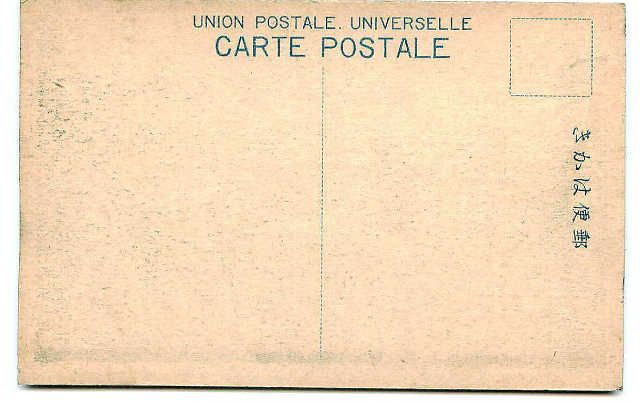 UNION POSTALE. UNIVERSELLE
CARTE POSTALE
郵便はかき